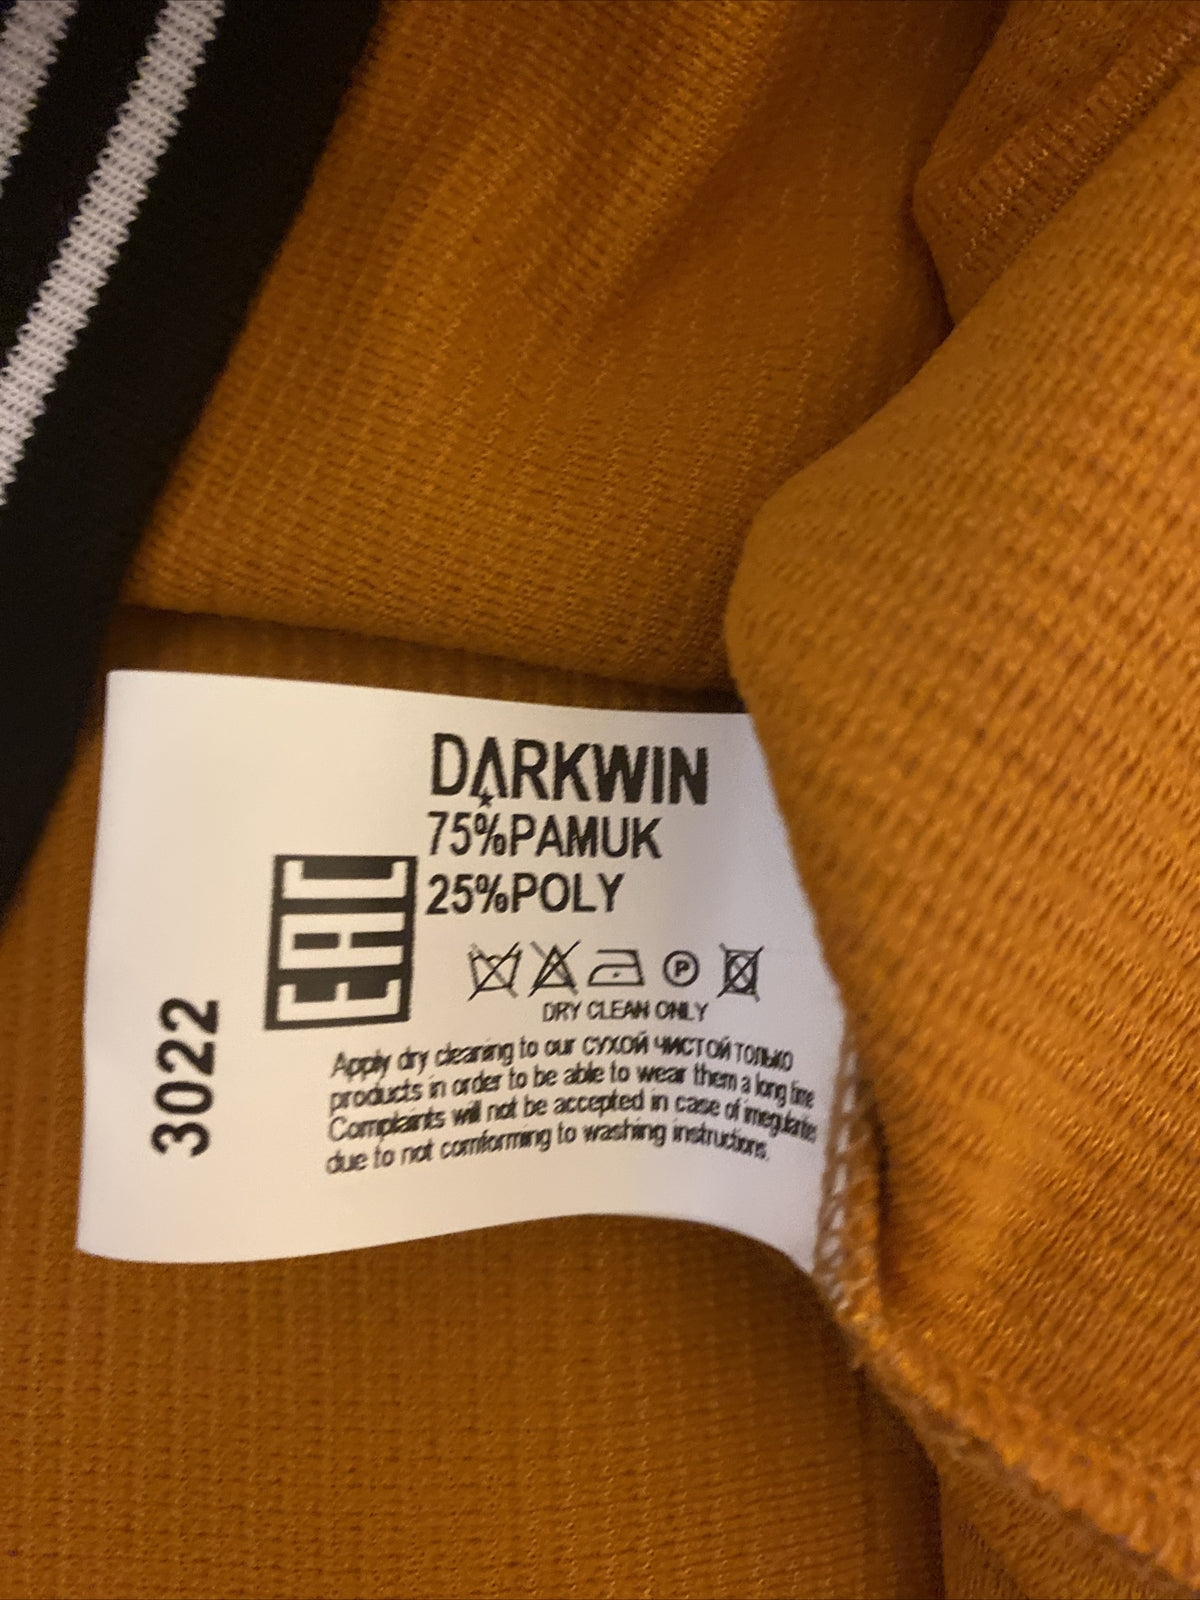 DARKWIN
75%PAMUK
25%POLY
EAC
P
DRY CLEAN ONLY
Apply dry cleaning to our СУХОЙ ЧИСТОЙ ТОЛЬКО
products in order to be able to wear them a long time
Complaints will not be accepted in case of irregularities
due to not comforming to washing instructions.
3022